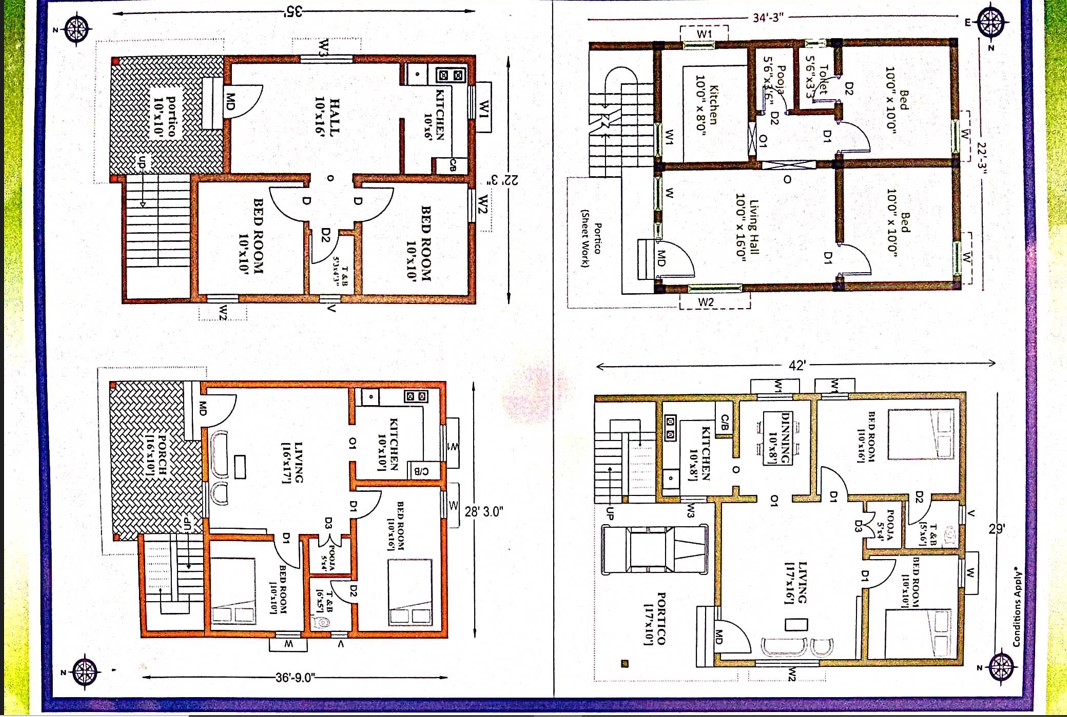 Conditions Apply*
N
E
22'-3"
34'-3"
W
W
Bed
10'0" x 10'0"
Bed
10'0" x 10'0"
D2
D1
D1
Toilet
5'6"x3'3"
Pooja
5'6"x3'6"
D2
O
O1
Living Hall
10'0" x 16'0"
Kitchen
10'0" x 8'0"
W1
W2
W1
W
MD
Portico
(Sheet Work)
29'
N
42'
V
W
T & B
[5'x6']
D2
BED ROOM
[10'x10']
POOJA
5'x4'
D3
D1
BED ROOM
[10'x16']
W1
D1
LIVING
[17'x16']
W2
W1
DINNING
10'x8']
O1
O
C/B
KITCHEN
10'x8']
W3
MD
PORTICO
[17'x10']
UP
22' 3"
35'
W1
W2
C/B
KITCHEN
10'x6'
BED ROOM
10'x10'
HALL
10'x16'
D
O
T & B
5'3x4'3"
D2
V
W3
D
BED ROOM
10'x10'
W2
MD
portico
10'x10'
up
N
28' 3.0"
36'-9.0"
W1
W
C/B
KITCHEN
10'x10']
BED ROOM
[10'x16']
O1
D1
D2
V
D3
POOJA
5'x4'
T & B
[6'x5']
LIVING
[16'x17']
D1
BED ROOM
[10'x10']
W
MD
UP
PORCH
[16'x10']
N